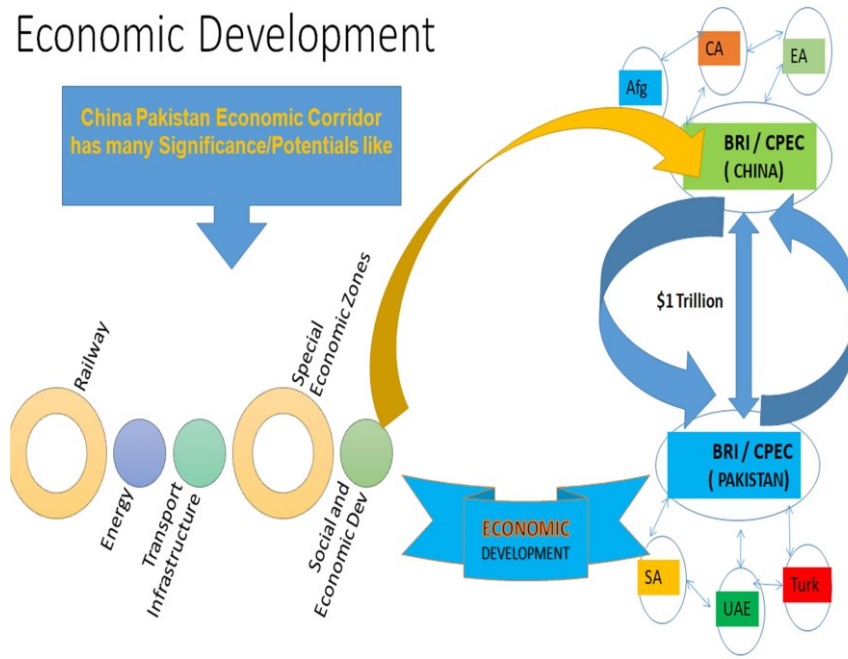 Economic Development
China Pakistan Economic Corridor
has many Significance/Potentials like
Railway
Energy
Transport
Infrastructure
Special
Economic Zones
Social and
Economic Dev
ECONOMIC
DEVELOPMENT
Afg
CA
EA
BRI / CPEC
( CHINA)
$1 Trillion
BRI / CPEC
( PAKISTAN)
SA
UAE
Turk